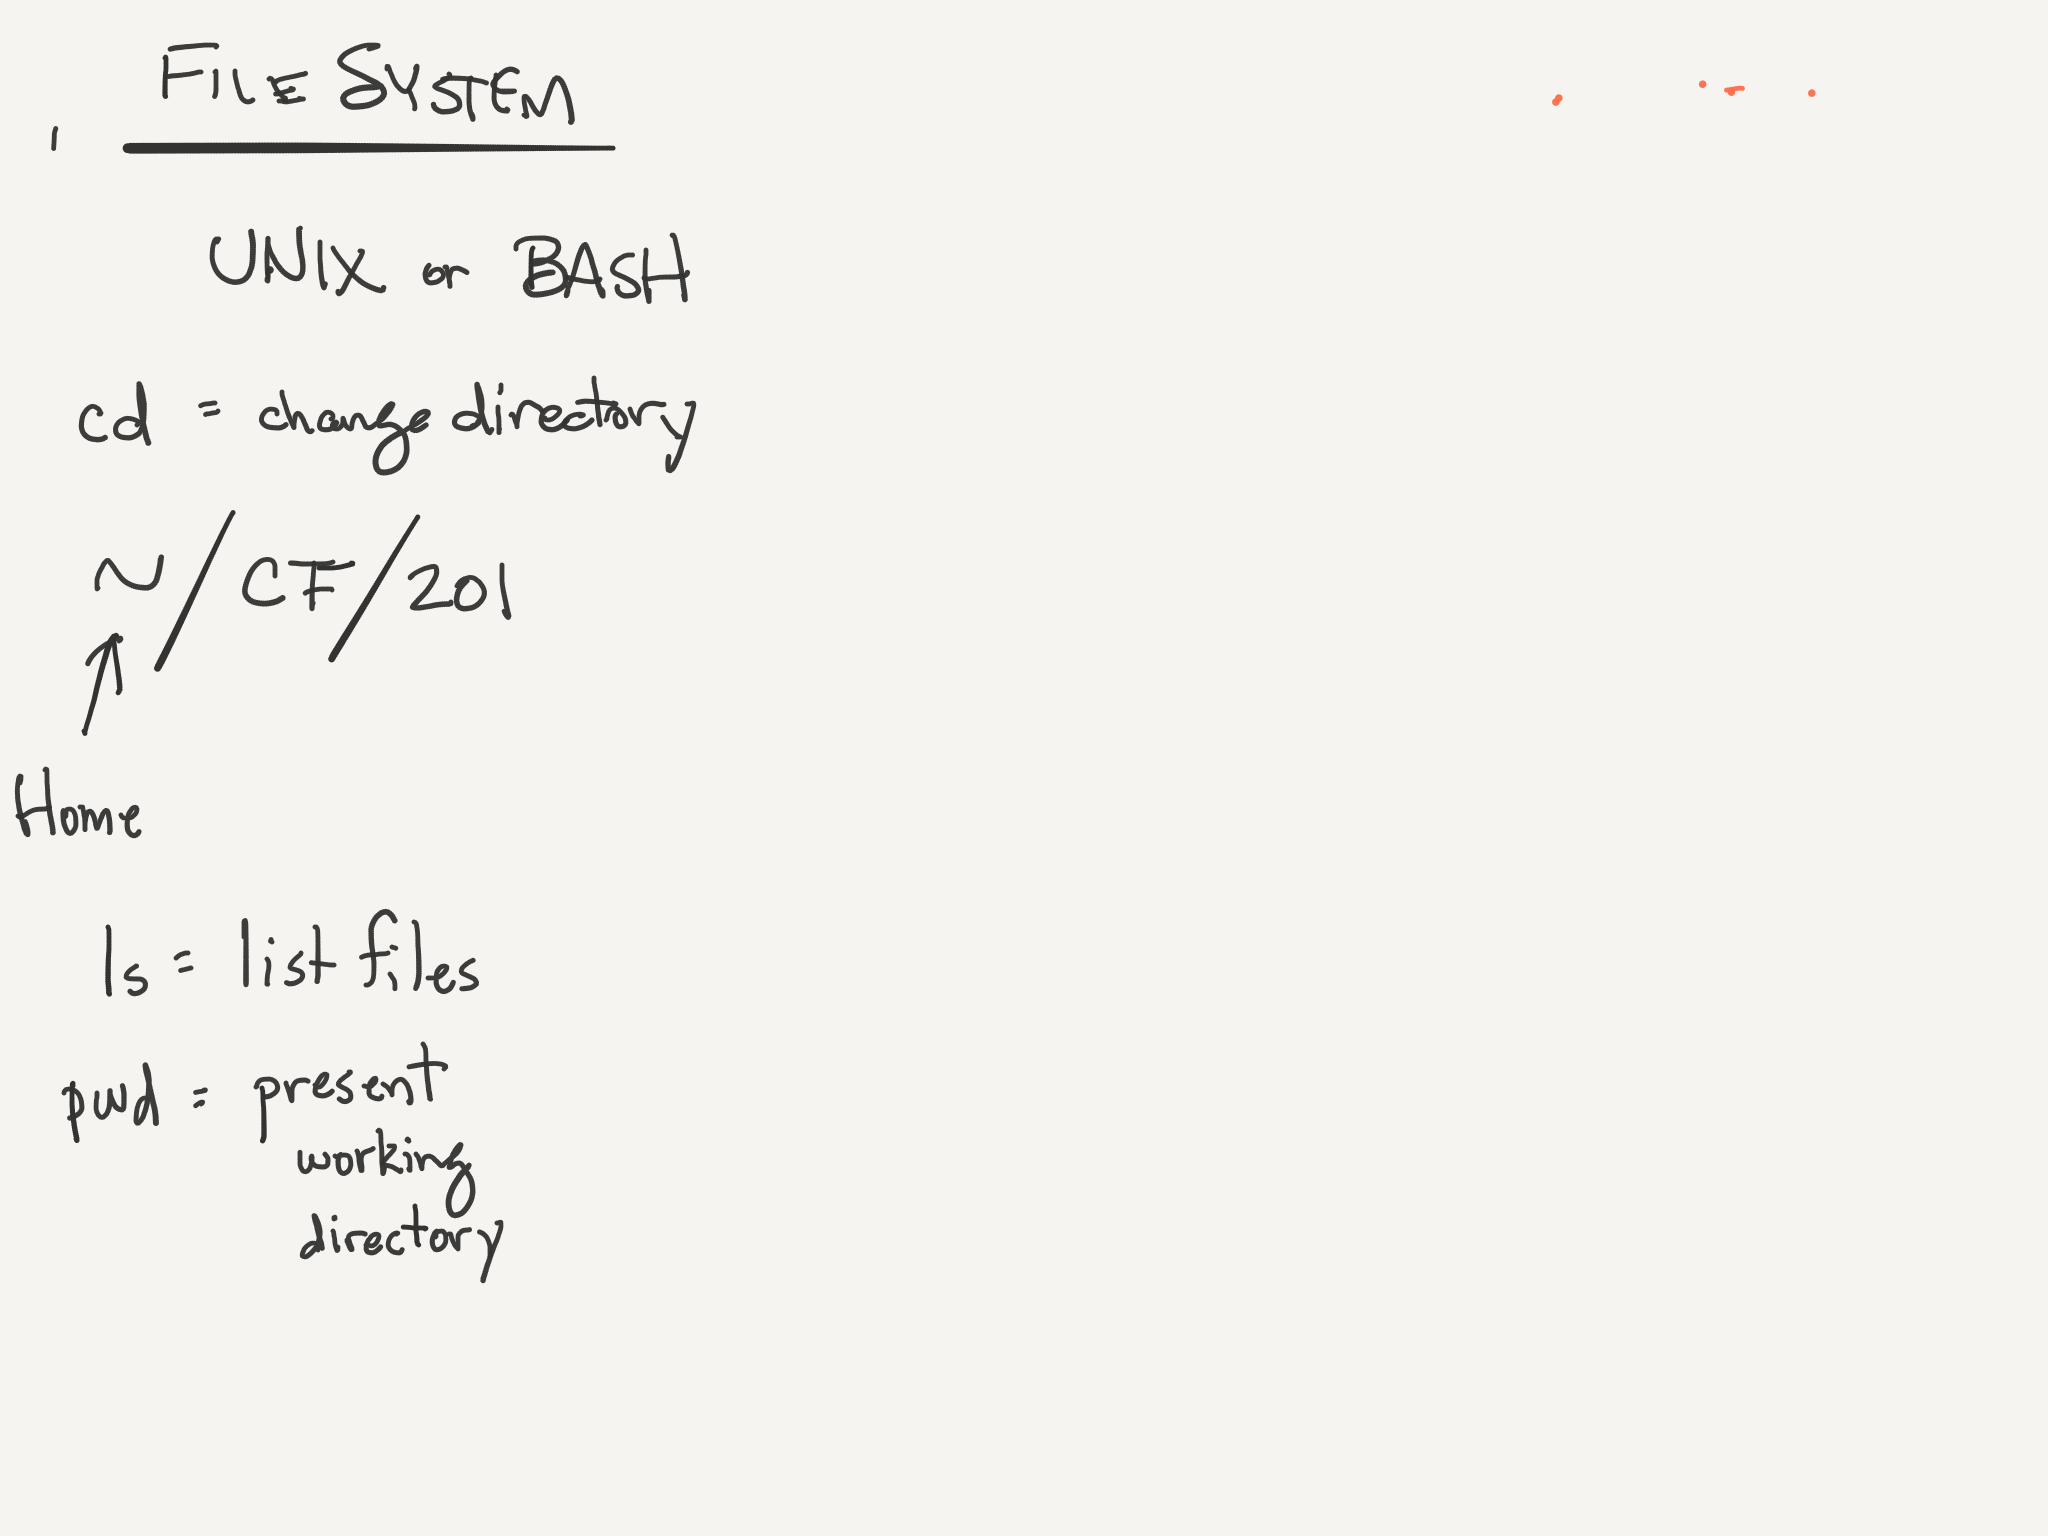 FILE SYSTEM
UNIX or BASH
cd = change directory
~/CF/201
Home
ls = list files
pwd = present
working
directory